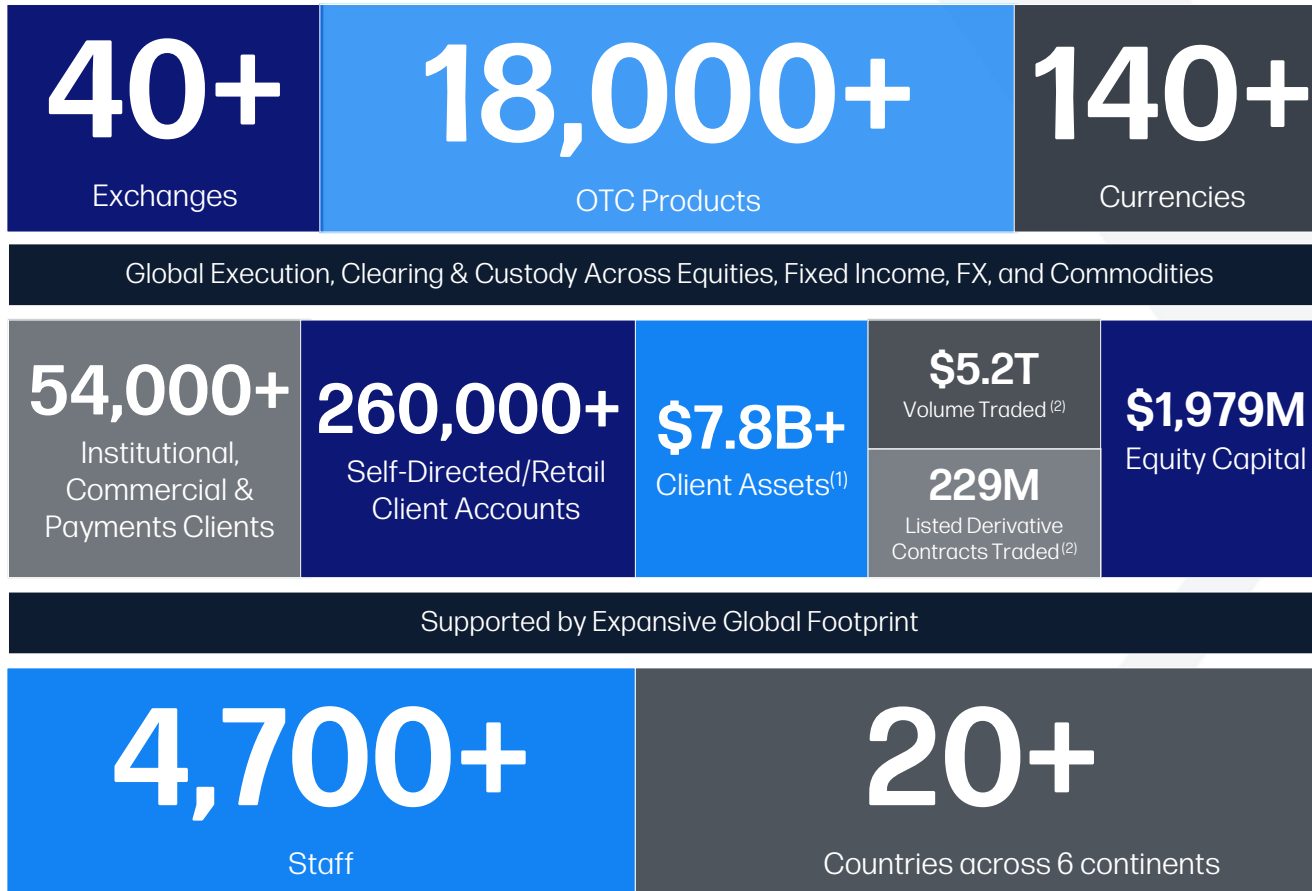 40+
Exchanges
18,000+
OTC Products
140+
Currencies
Global Execution, Clearing & Custody Across Equities, Fixed Income, FX, and Commodities
54,000+
Institutional,
Commercial &
Payments Clients
260,000+
Self-Directed/Retail
Client Accounts
$7.8B+
Client Assets(1)
$5.2T
Volume Traded (2)
229M
Listed Derivative
Contracts Traded(2)
$1,979M
Equity Capital
Supported by Expansive Global Footprint
4,700+
Staff
20+
Countries across 6 continents